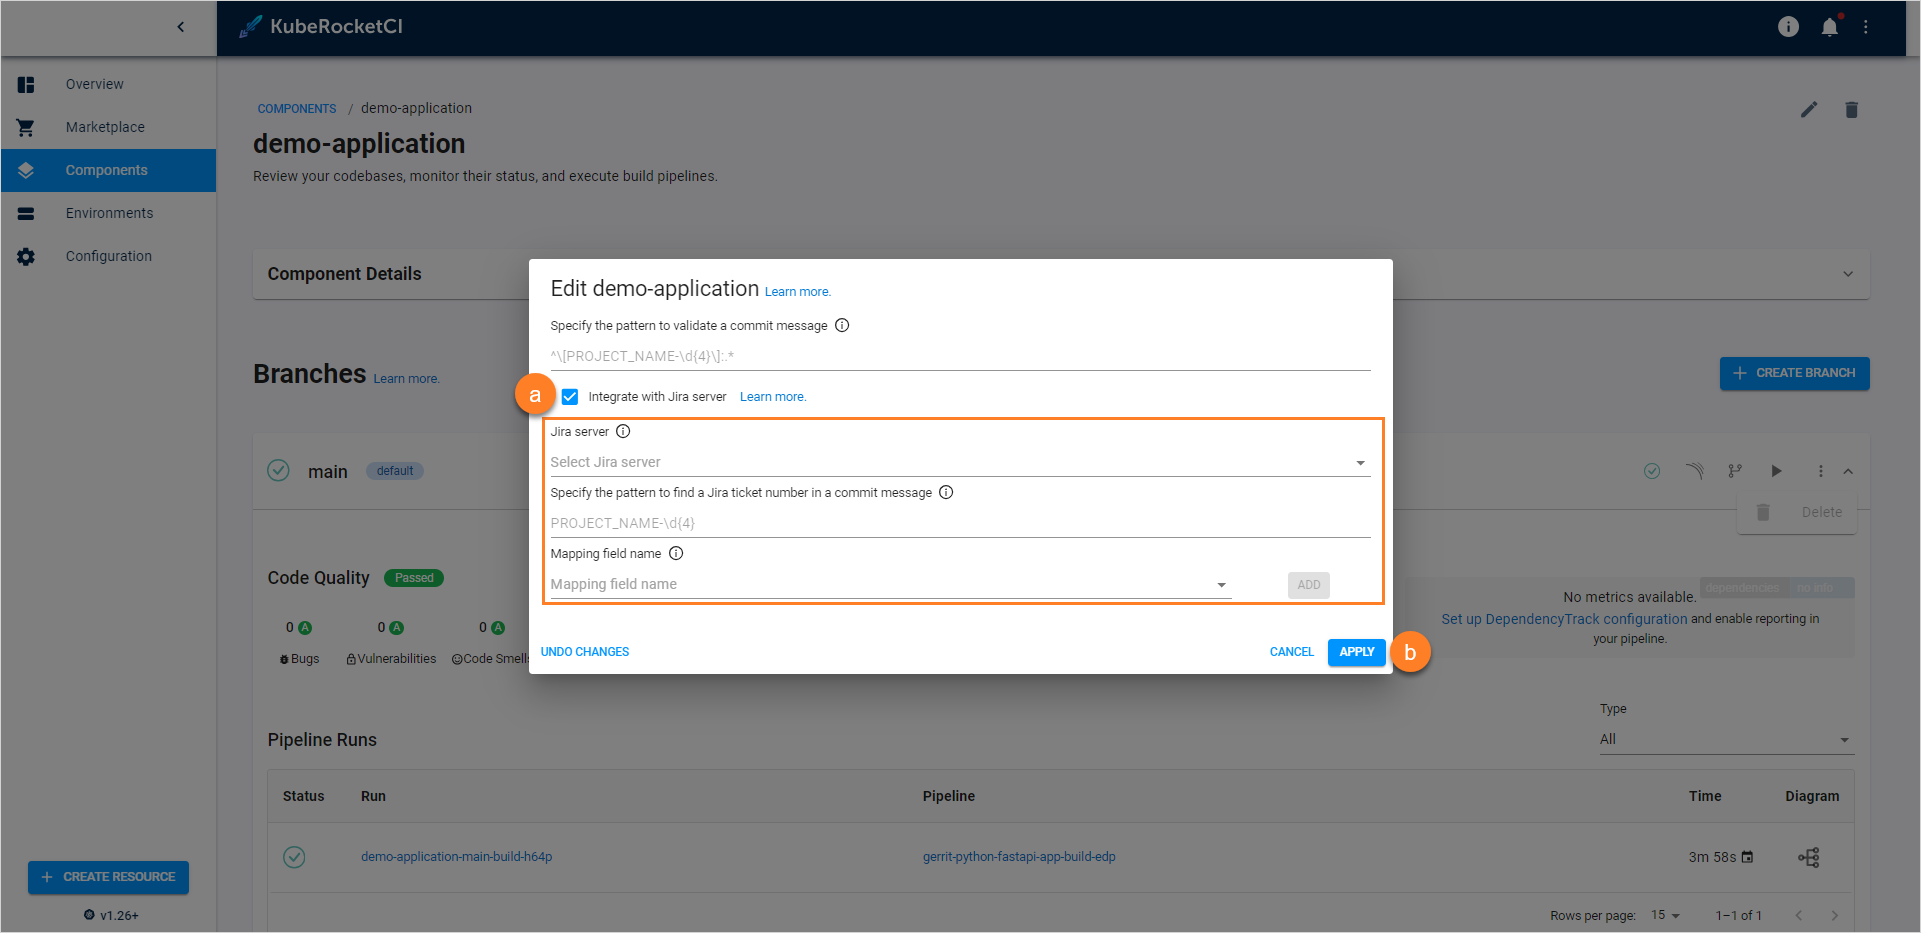 KubeRocketCI
Overview
Marketplace
Components
Environments
Configuration
COMPONENTS / demo-application
demo-application
Review your codebases, monitor their status, and execute build pipelines.
Component Details
Branches Learn more.
CREATE BRANCH
main default
Delete
Code Quality Passed
0 A 0 A 0 A
Bugs Vulnerabilities Code Smells
dependencies no info
No metrics available.
Set up DependencyTrack configuration and enable reporting in
your pipeline.
Edit demo-application Learn more.
Specify the pattern to validate a commit message
^\[PROJECT_NAME-\d{4}\]:.*
a
Integrate with Jira server Learn more.
Jira server
Select Jira server
Specify the pattern to find a Jira ticket number in a commit message
PROJECT_NAME-\d{4}
Mapping field name
Mapping field name ADD
UNDO CHANGES CANCEL APPLY
b
Type
All
Pipeline Runs
Status Run Pipeline Time Diagram
demo-application-main-build-h64p gerrit-python-fastapi-app-build-edp 3m 58s
Rows per page: 15 1–1 of 1
CREATE RESOURCE
v1.26+